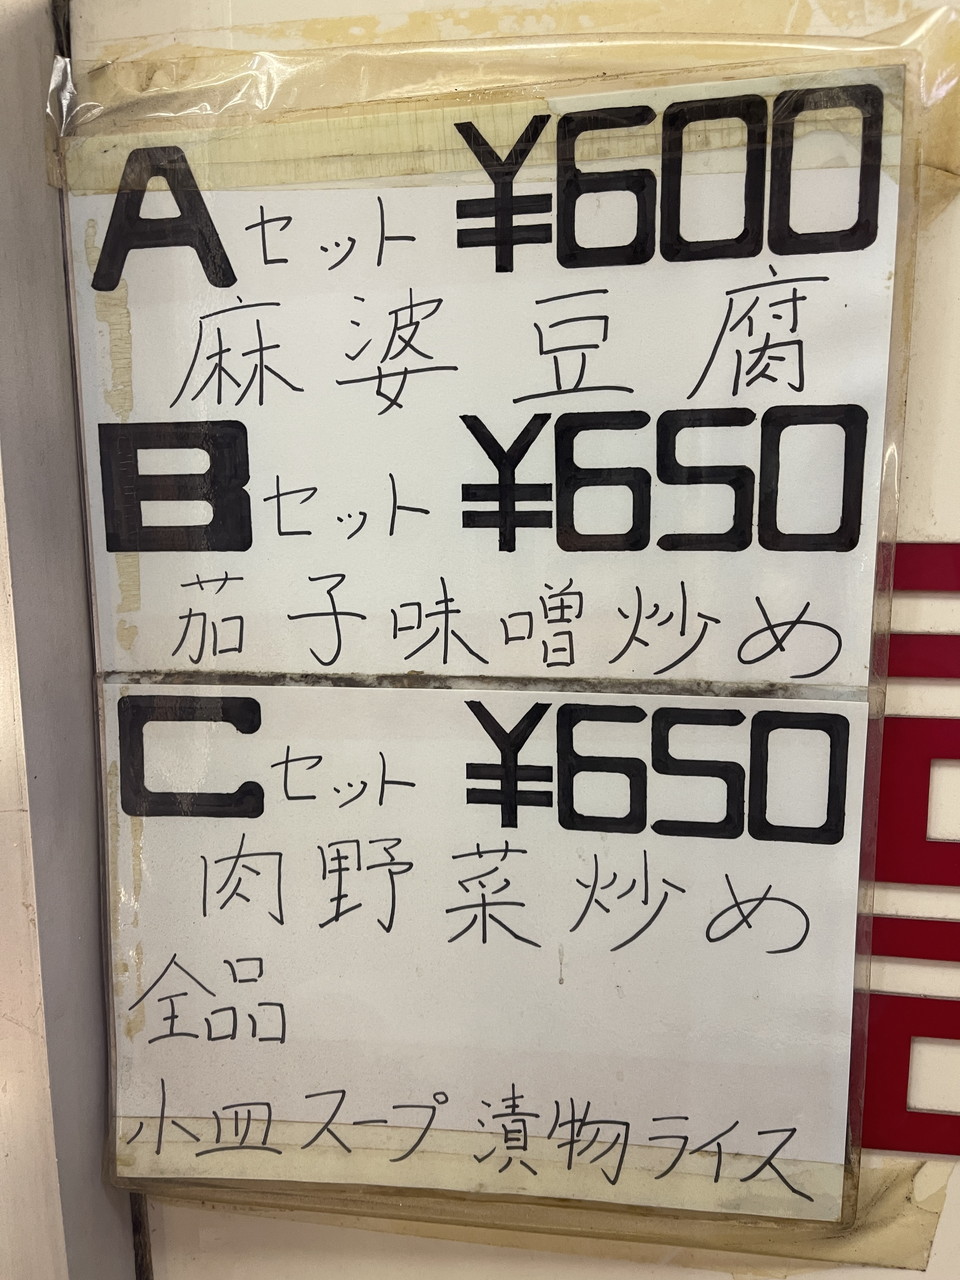 Aセット ¥600
麻婆豆腐
Bセット ¥650
茄子味噌炒め
Cセット ¥650
肉野菜炒め
全品
小皿 スープ 漬物 ライス